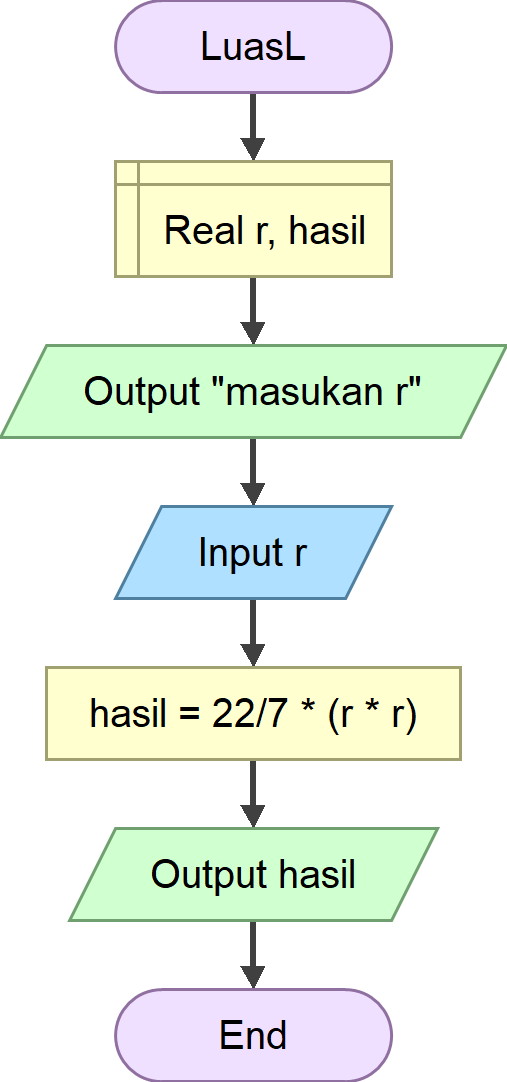 LuasL
Real r, hasil
Output "masukan r"
Input r
hasil = 22/7 * (r * r)
Output hasil
End